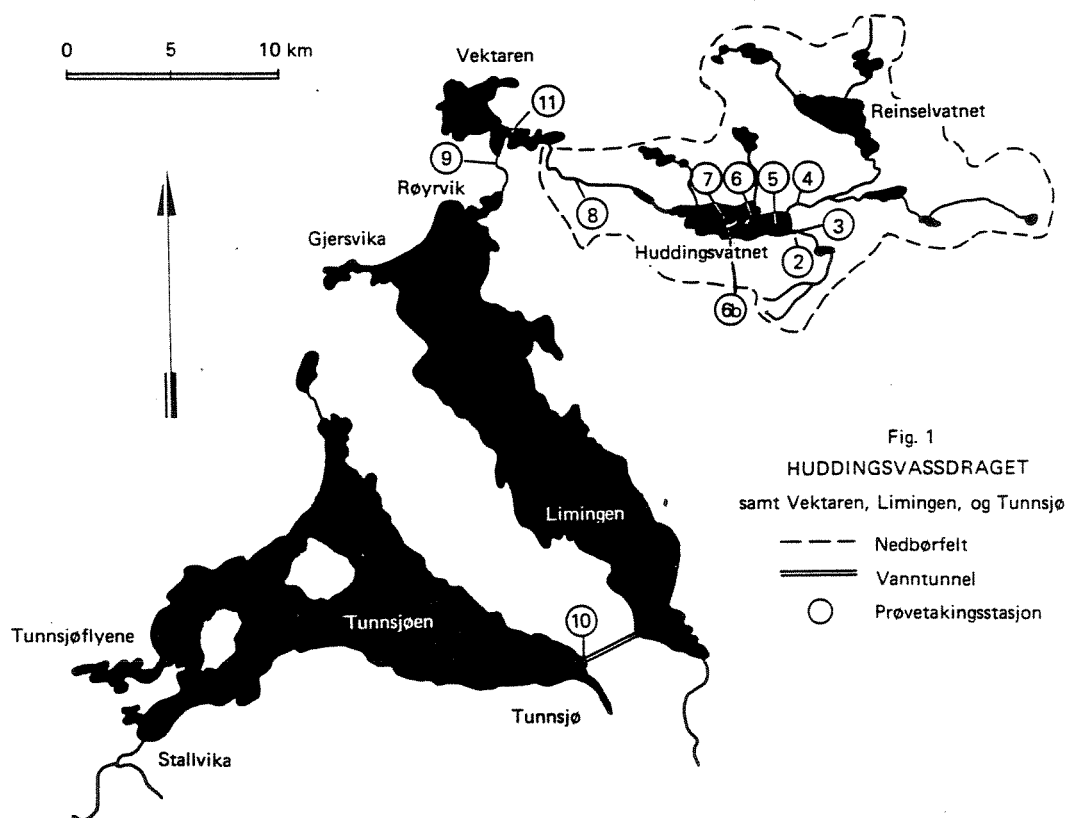 0 5 10 km
Vektaren
11
Reinselvatnet
9
Røyrvik
7 6 5 4
8
3
Gjersvika
Huddingsvatnet
2
6b
Fig. 1
HUDDINGSVASSDRAGET
samt Vektaren, Limingen, og Tunnsjø
Limingen
Nedbørfelt
Vanntunnel
Prøvetakingsstasjon
10
Tunnsjøen
Tunnsjøflyene
Tunnsjø
Stallvika